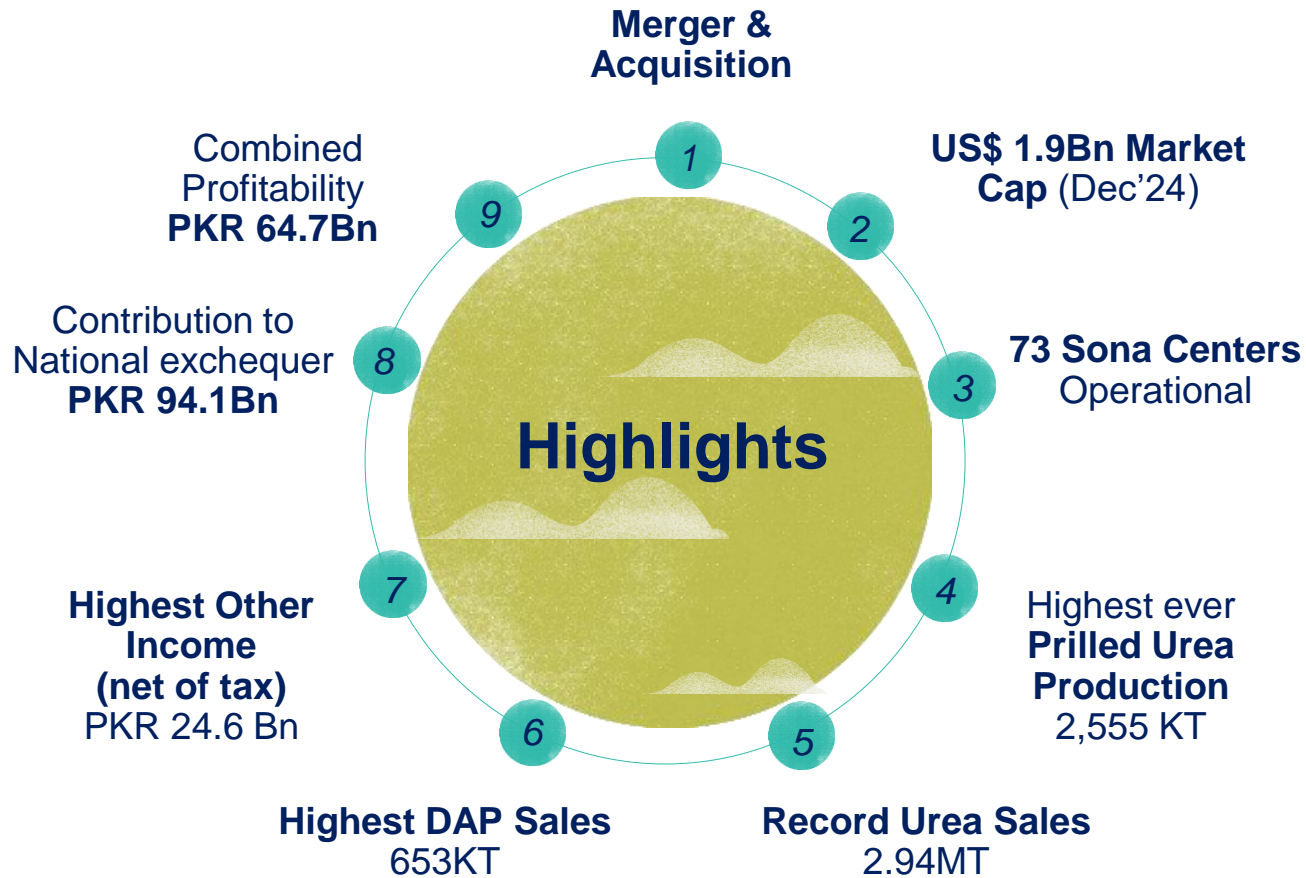 Merger &
Acquisition
1
US$ 1.9Bn Market
Cap (Dec’24)
2
73 Sona Centers
Operational
3
Highest ever
Prilled Urea
Production
2,555 KT
4
Record Urea Sales
2.94MT
5
Highest DAP Sales
653KT
6
Highest Other
Income
(net of tax)
PKR 24.6 Bn
7
Contribution to
National exchequer
PKR 94.1Bn
8
Combined
Profitability
PKR 64.7Bn
9
Highlights